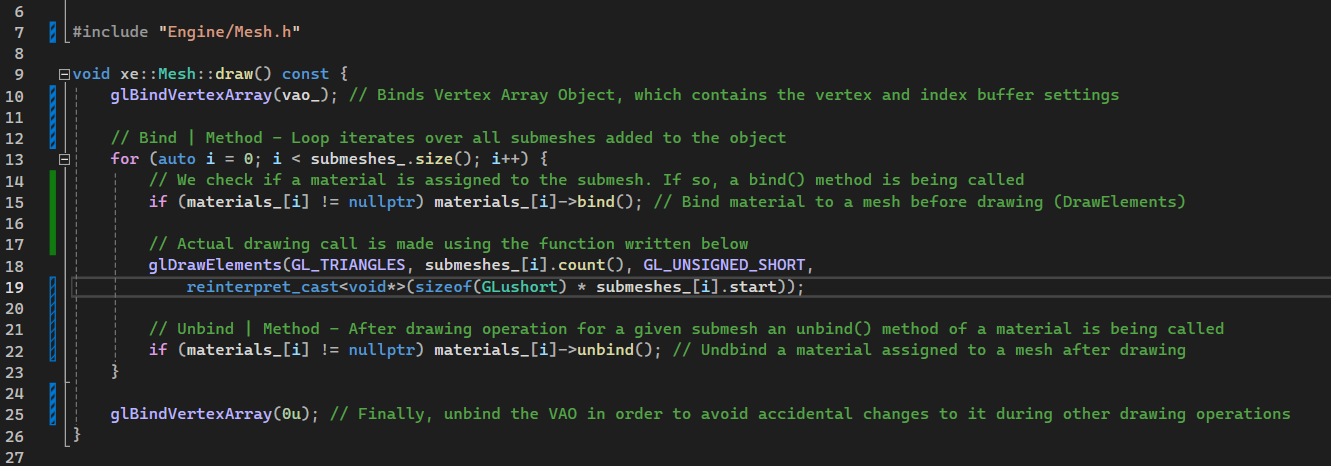 6
7 #include "Engine/Mesh.h"
8
9 void xe::Mesh::draw() const {
10 glBindVertexArray(vao_); // Binds Vertex Array Object, which contains the vertex and index buffer settings
11
12 // Bind | Method - Loop iterates over all submeshes added to the object
13 for (auto i = 0; i < submeshes_.size(); i++) {
14 // We check if a material is assigned to the submesh. If so, a bind() method is being called
15 if (materials_[i] != nullptr) materials_[i]->bind(); // Bind material to a mesh before drawing (DrawElements)
16
17 // Actual drawing call is made using the function written below
18 glDrawElements(GL_TRIANGLES, submeshes_[i].count(), GL_UNSIGNED_SHORT,
19 reinterpret_cast<void*>(sizeof(GLushort) * submeshes_[i].start));
20
21 // Unbind | Method - After drawing operation for a given submesh an unbind() method of a material is being called
22 if (materials_[i] != nullptr) materials_[i]->unbind(); // Undbind a material assigned to a mesh after drawing
23 }
24
25 glBindVertexArray(0u); // Finally, unbind the VAO in order to avoid accidental changes to it during other drawing operations
26 }
27